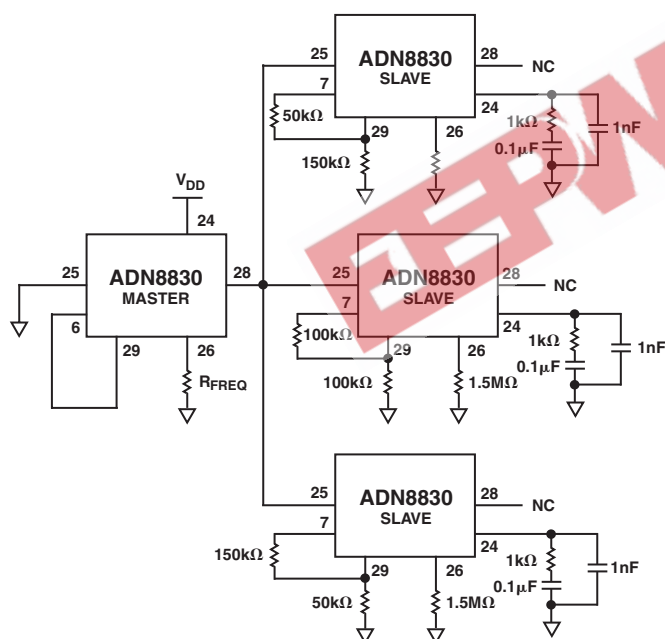 25
ADN8830
SLAVE
28
NC
7
24
50kΩ
29
26
1kΩ
1nF
150kΩ
0.1μF
VDD
24
25
ADN8830
MASTER
28
6
29
26
RFREQ
25
ADN8830
SLAVE
28
NC
7
24
100kΩ
29
26
1kΩ
1nF
100kΩ
1.5MΩ
0.1μF
25
ADN8830
SLAVE
28
NC
7
24
150kΩ
29
26
1kΩ
1nF
50kΩ
1.5MΩ
0.1μF
EEPW